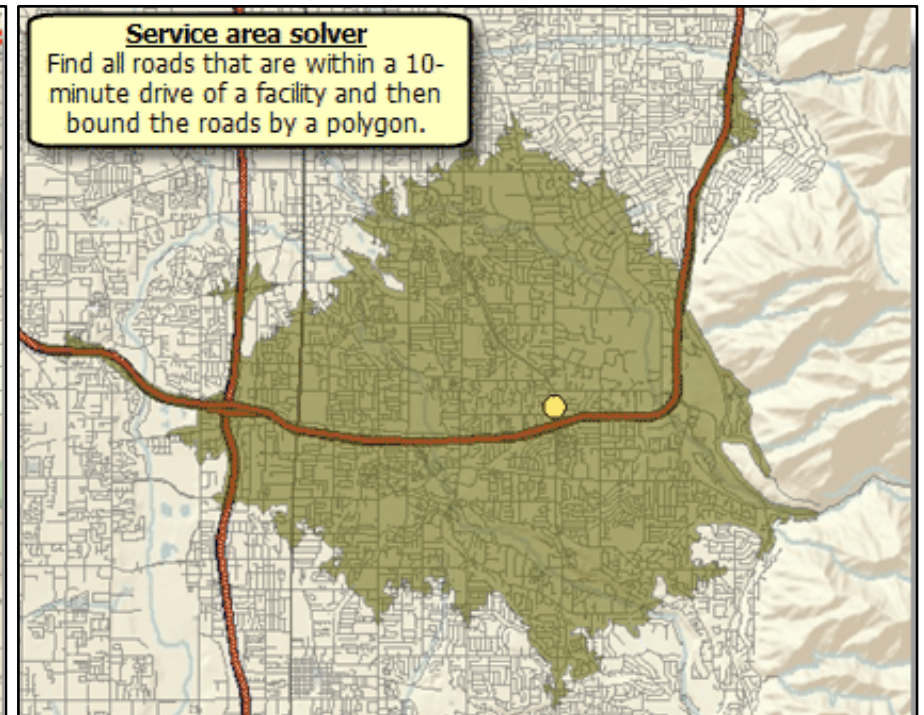 Service area solver
Find all roads that are within a 10-
minute drive of a facility and then
bound the roads by a polygon.